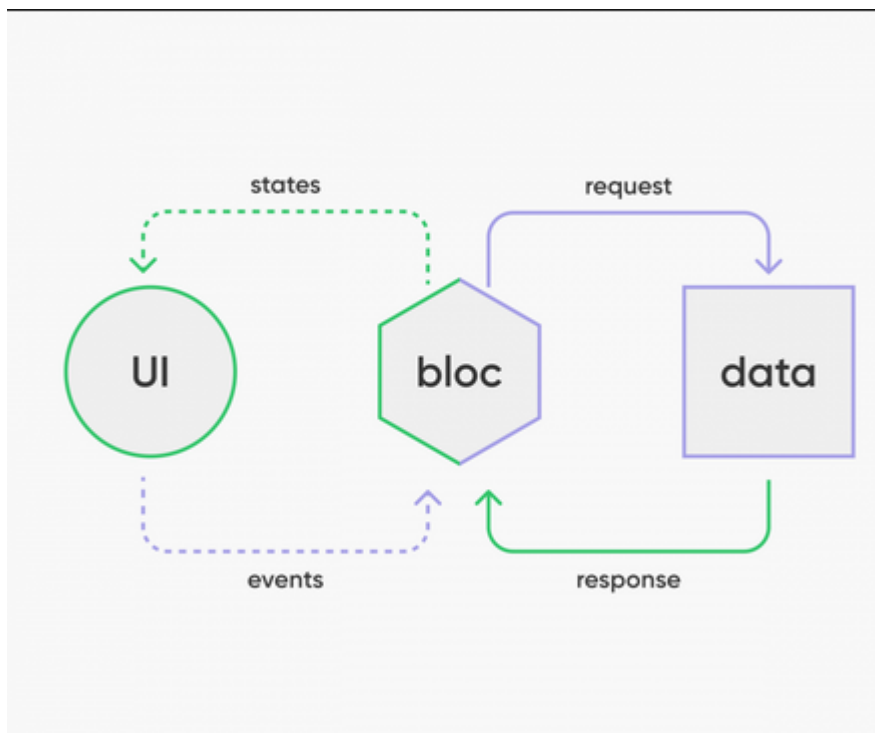 states
request
UI
bloc
data
events
response